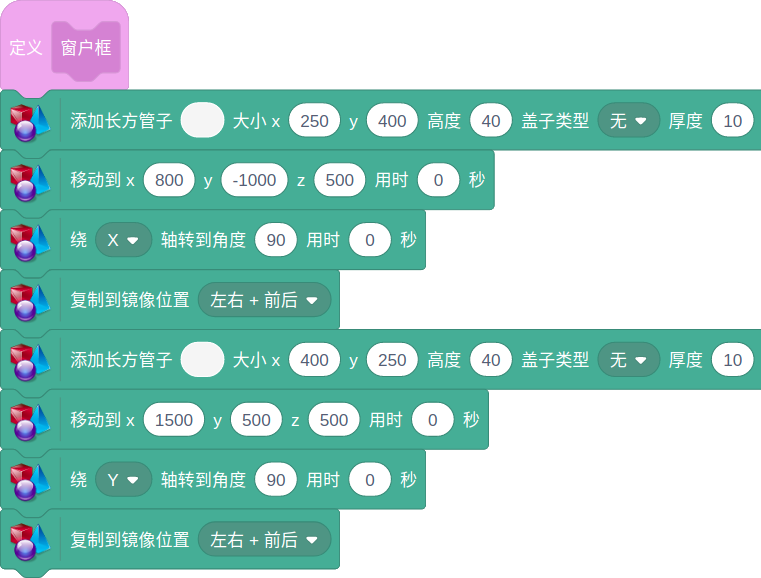 定义 窗户框
添加长方管子 大小 x 250 y 400 高度 40 盖子类型 无 厚度 10
移动到 x 800 y -1000 z 500 用时 0 秒
绕 X 轴转到角度 90 用时 0 秒
复制到镜像位置 左右 + 前后
添加长方管子 大小 x 400 y 250 高度 40 盖子类型 无 厚度 10
移动到 x 1500 y 500 z 500 用时 0 秒
绕 Y 轴转到角度 90 用时 0 秒
复制到镜像位置 左右 + 前后